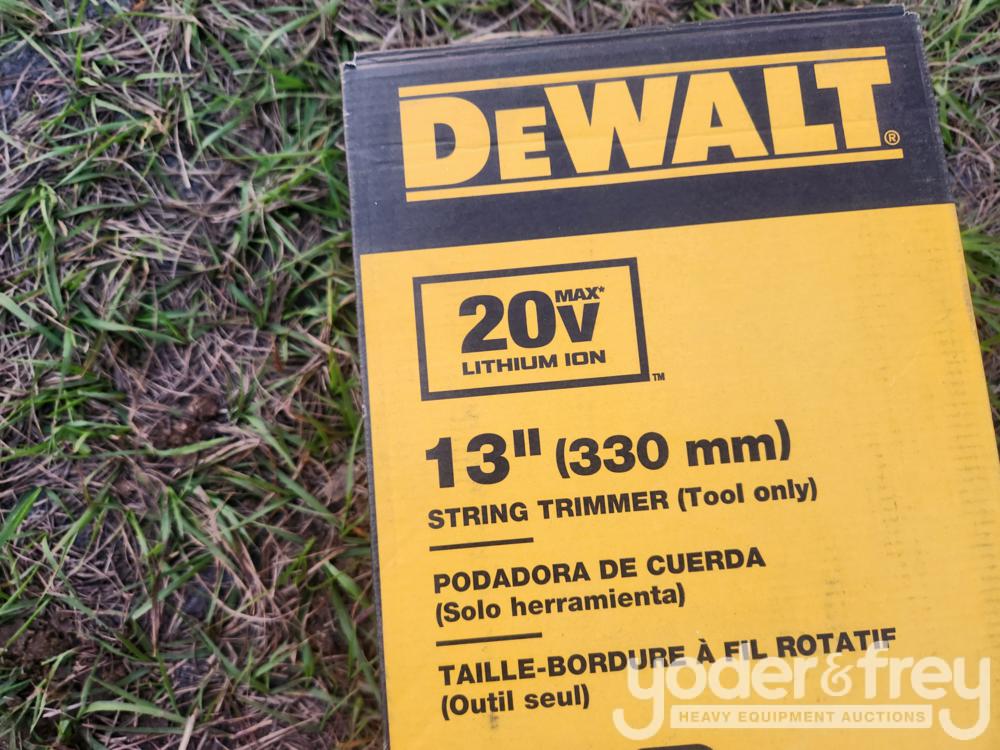 DEWALT®
20V MAX*
LITHIUM ION
TM
13" (330 mm)
STRING TRIMMER (Tool only)
PODADORA DE CUERDA
(Solo herramienta)
TAILLE-BORDURE À FIL ROTATIF
(Outil seul)
yoder&frey
HEAVY EQUIPMENT AUCTIONS